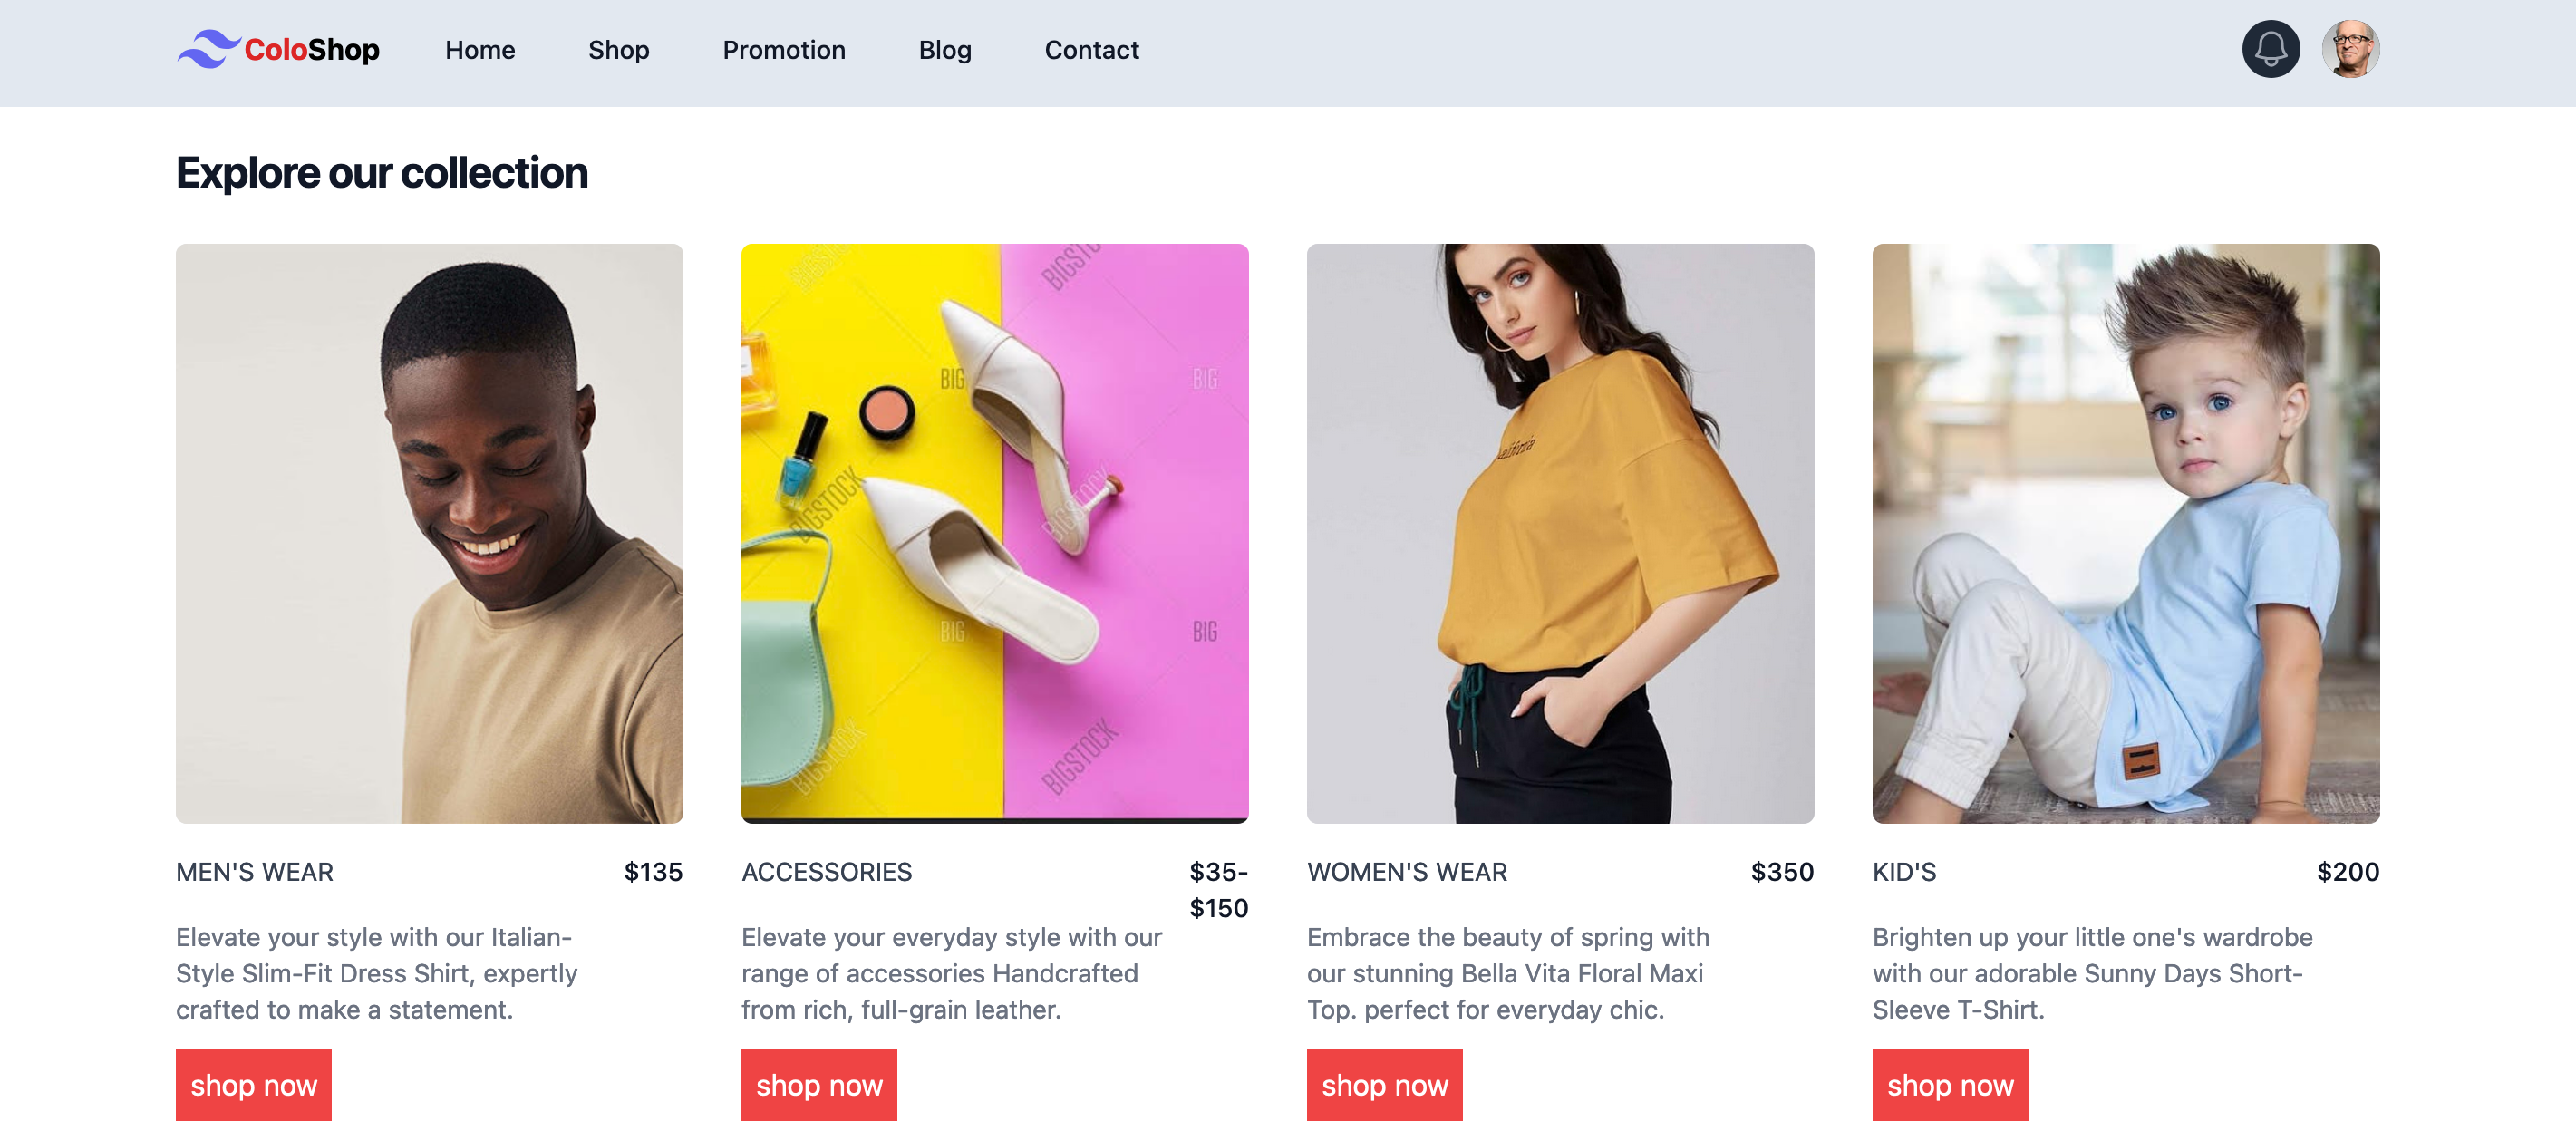 ColoShop Home Shop Promotion Blog Contact
Explore our collection
BIGSTOCK
BIG
BIG
BIGSTOCK
BIGSTOCK
BIG
BIG
BIGSTOCK
BIGSTOCK
alifornia
MEN'S WEAR $135
Elevate your style with our Italian-
Style Slim-Fit Dress Shirt, expertly
crafted to make a statement.
shop now
ACCESSORIES $35-
$150
Elevate your everyday style with our
range of accessories Handcrafted
from rich, full-grain leather.
shop now
WOMEN'S WEAR $350
Embrace the beauty of spring with
our stunning Bella Vita Floral Maxi
Top. perfect for everyday chic.
shop now
KID'S $200
Brighten up your little one's wardrobe
with our adorable Sunny Days Short-
Sleeve T-Shirt.
shop now